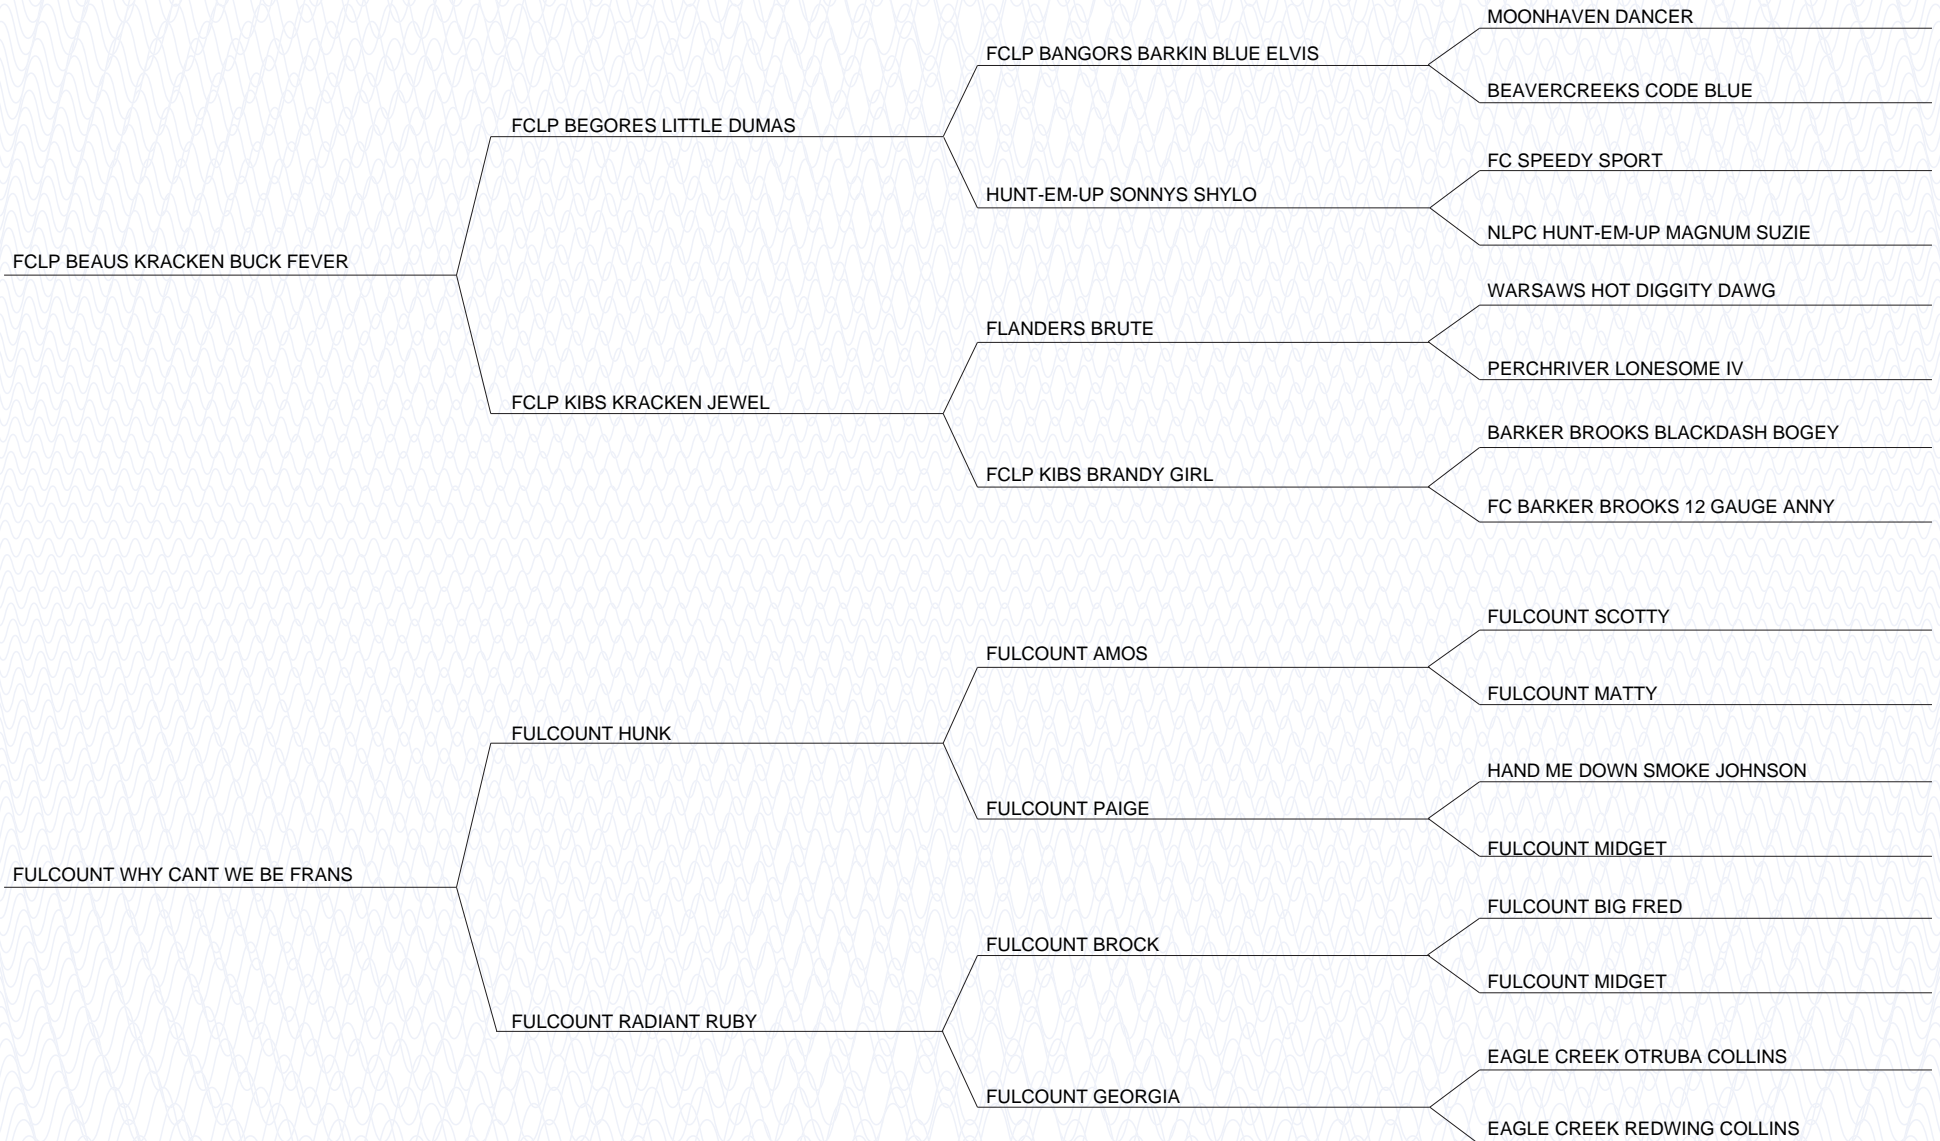 MOONHAVEN DANCER
FCLP BANGORS BARKIN BLUE ELVIS
BEAVERCREEKS CODE BLUE
FCLP BEGORES LITTLE DUMAS
FC SPEEDY SPORT
HUNT-EM-UP SONNYS SHYLO
NLPC HUNT-EM-UP MAGNUM SUZIE
FCLP BEAUS KRACKEN BUCK FEVER
WARSAWS HOT DIGGITY DAWG
FLANDERS BRUTE
PERCHRIVER LONESOME IV
FCLP KIBS KRACKEN JEWEL
BARKER BROOKS BLACKDASH BOGEY
FCLP KIBS BRANDY GIRL
FC BARKER BROOKS 12 GAUGE ANNY
FULCOUNT SCOTTY
FULCOUNT AMOS
FULCOUNT MATTY
FULCOUNT HUNK
HAND ME DOWN SMOKE JOHNSON
FULCOUNT PAIGE
FULCOUNT MIDGET
FULCOUNT WHY CANT WE BE FRANS
FULCOUNT BIG FRED
FULCOUNT BROCK
FULCOUNT MIDGET
FULCOUNT RADIANT RUBY
EAGLE CREEK OTRUBA COLLINS
FULCOUNT GEORGIA
EAGLE CREEK REDWING COLLINS